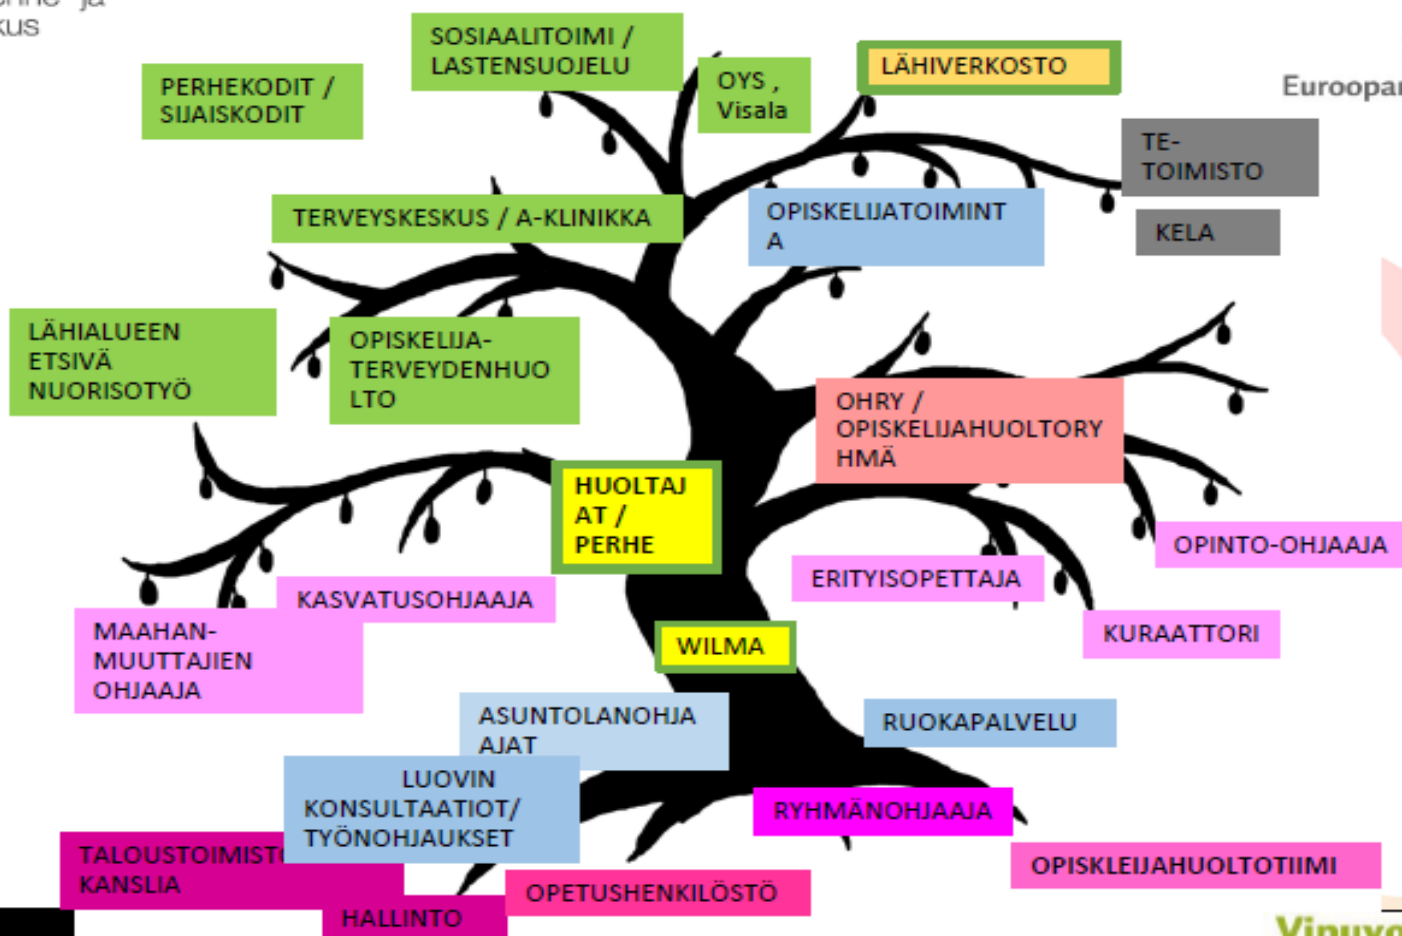 kus
SOSIAALITOIMI /
LASTENSUOJELU
LÄHIVERKOSTO
PERHEKODIT /
SIJAISKODIT
OYS ,
Visala
TE-
TOIMISTO
TERVEYSKESKUS / A-KLINIKKA
OPISKELIJATOIMINT
A
KELA
LÄHIALUEEN
ETSIVÄ
NUORISOTYÖ
OPISKELIJA-
TERVEYDENHUO
LTO
OHRY /
OPISKELIJAHUOLTORY
HMÄ
HUOLTAJ
AT /
PERHE
OPINTO-OHJAAJA
ERITYISOPETTAJA
KASVATUSOHJAAJA
KURAATTORI
MAAHAN-
MUUTTAJIEN
OHJAAJA
WILMA
ASUNTOLANOHJA
AJAT
RUOKAPALVELU
LUOVIN
KONSULTAATIOT/
TYÖNOHJAUKSET
RYHMÄNOHJAAJA
TALOUSTOIMISTO
KANSLIA
OPISKLEIJAHUOLTOTIIMI
OPETUSHENKILÖSTÖ
HALLINTO